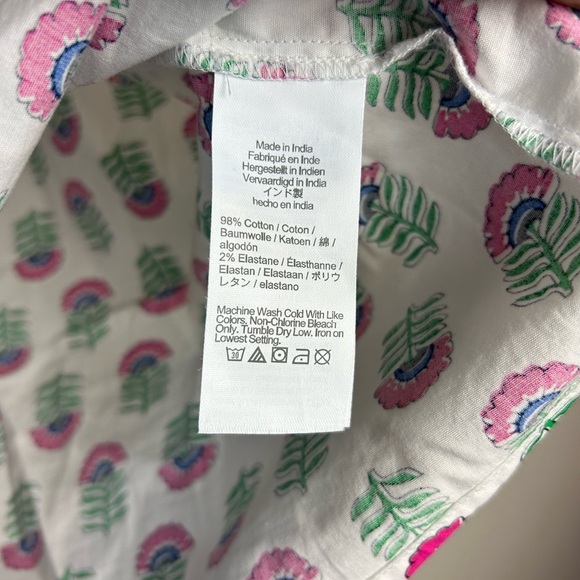 Made in India
Fabriqué en Inde
Hergestellt in Indien
Vervaardigd in India
インド製
hecho en india
98% Cotton / Coton /
Baumwolle / Katoen / 綿 /
algodón
2% Elastane / Élasthanne /
Elastan / Elastaan / ポリウ
レタン / elastano
Machine Wash Cold With Like
Colors. Non-Chlorine Bleach
Only. Tumble Dry Low. Iron on
Lowest Setting.
30